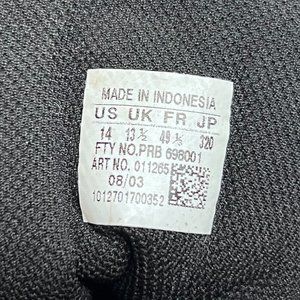 MADE IN INDONESIA
US UK FR JP
14 13 ½ 49 ⅓ 320
FTY NO.PRB 696001
ART NO. 011265
08/03
1012701700352